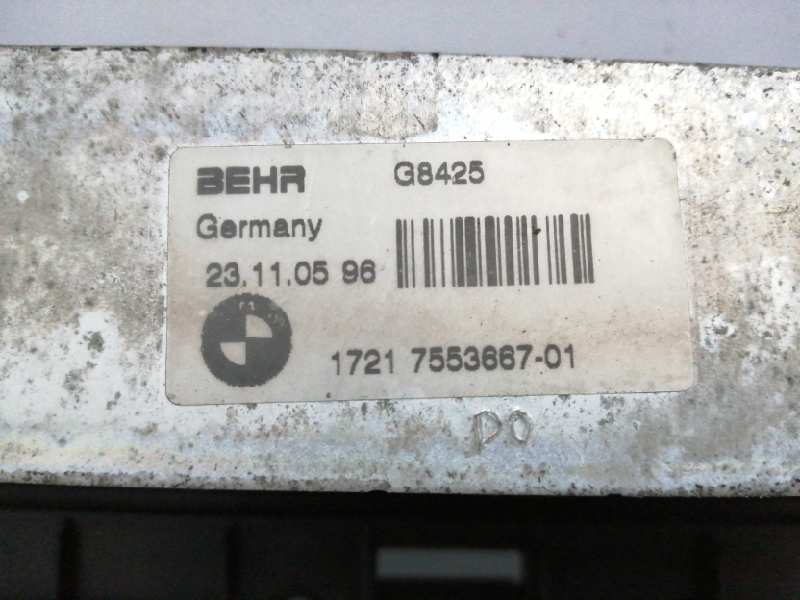 BEHR G8425
Germany
23.11.05 96
1721 7553667-01
DO